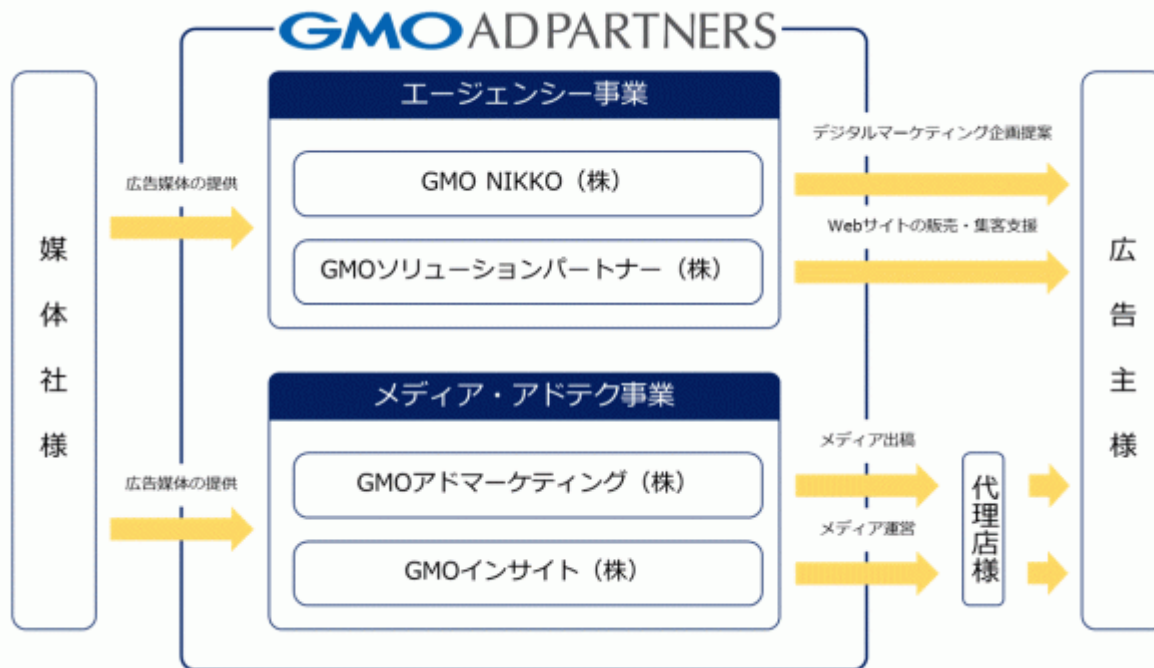 GMO AD PARTNERS
媒体社様
広告媒体の提供
エージェンシー事業
GMO NIKKO（株）
GMOソリューションパートナー（株）
デジタルマーケティング企画提案
Webサイトの販売・集客支援
広告媒体の提供
メディア・アドテク事業
GMOアドマーケティング（株）
GMOインサイト（株）
メディア出稿
メディア運営
代理店様
広告主様